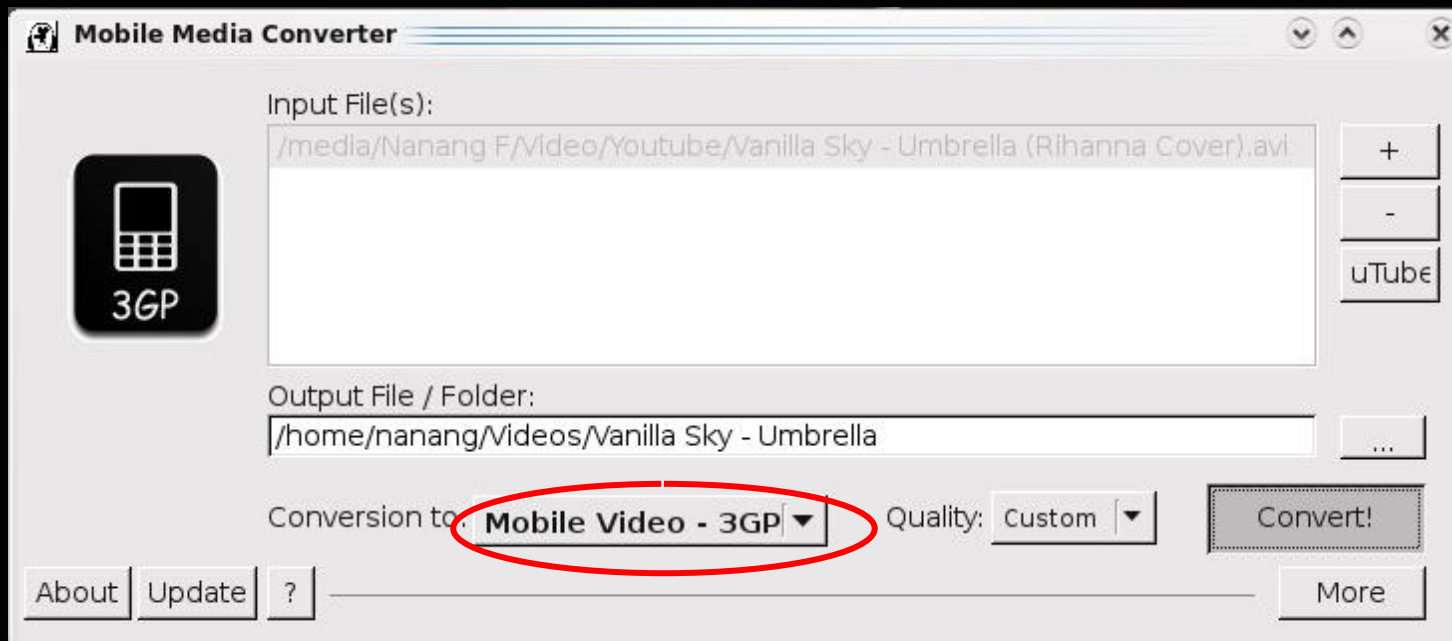 Mobile Media Converter
Input File(s):
/media/Nanang F/Video/Youtube/Vanilla Sky - Umbrella (Rihanna Cover).avi
+
-
uTube
3GP
Output File / Folder:
/home/nanang/Videos/Vanilla Sky - Umbrella
...
Conversion to: Mobile Video - 3GP Quality: Custom Convert!
About Update ? More